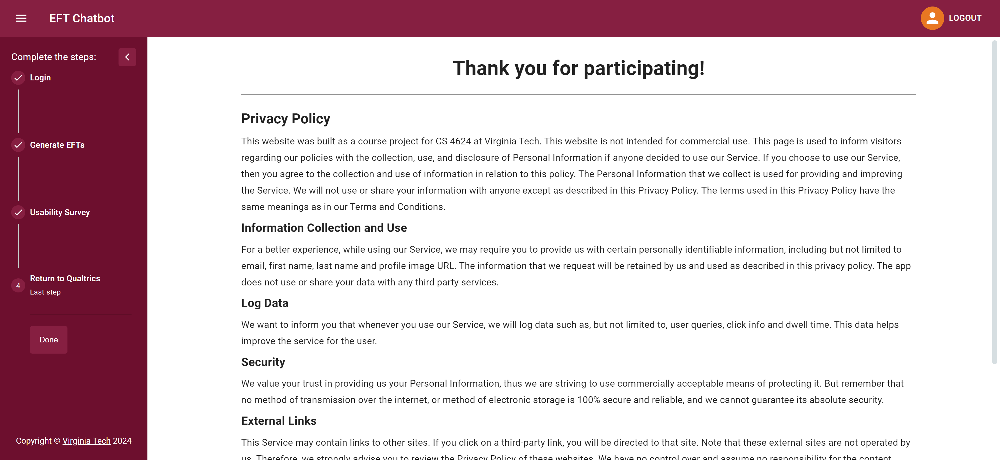 EFT Chatbot
LOGOUT
Complete the steps:
Login
Generate EFTs
Usability Survey
4
Return to Qualtrics
Last step
Done
Copyright © Virginia Tech 2024
Thank you for participating!
Privacy Policy
This website was built as a course project for CS 4624 at Virginia Tech. This website is not intended for commercial use. This page is used to inform visitors
regarding our policies with the collection, use, and disclosure of Personal Information if anyone decided to use our Service. If you choose to use our Service,
then you agree to the collection and use of information in relation to this policy. The Personal Information that we collect is used for providing and improving
the Service. We will not use or share your information with anyone except as described in this Privacy Policy. The terms used in this Privacy Policy have the
same meanings as in our Terms and Conditions.
Information Collection and Use
For a better experience, while using our Service, we may require you to provide us with certain personally identifiable information, including but not limited to
email, first name, last name and profile image URL. The information that we request will be retained by us and used as described in this privacy policy. The app
does not use or share your data with any third party services.
Log Data
We want to inform you that whenever you use our Service, we will log data such as, but not limited to, user queries, click info and dwell time. This data helps
improve the service for the user.
Security
We value your trust in providing us your Personal Information, thus we are striving to use commercially acceptable means of protecting it. But remember that
no method of transmission over the internet, or method of electronic storage is 100% secure and reliable, and we cannot guarantee its absolute security.
External Links
This Service may contain links to other sites. If you click on a third-party link, you will be directed to that site. Note that these external sites are not operated by
us. Therefore, we strongly advise you to review the Privacy Policy of these websites. We have no control over and assume no responsibility for the content,